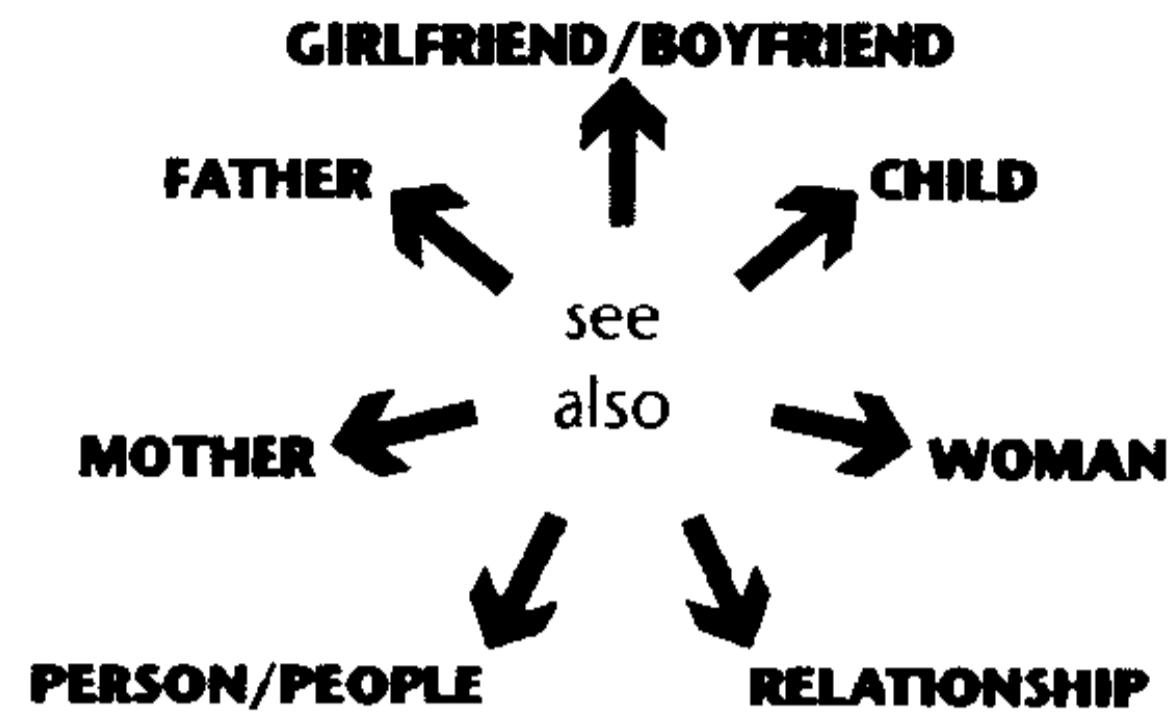 GIRLFRIEND/BOYFRIEND
FATHER
CHILD
see
also
MOTHER
WOMAN
PERSON/PEOPLE
RELATIONSHIP